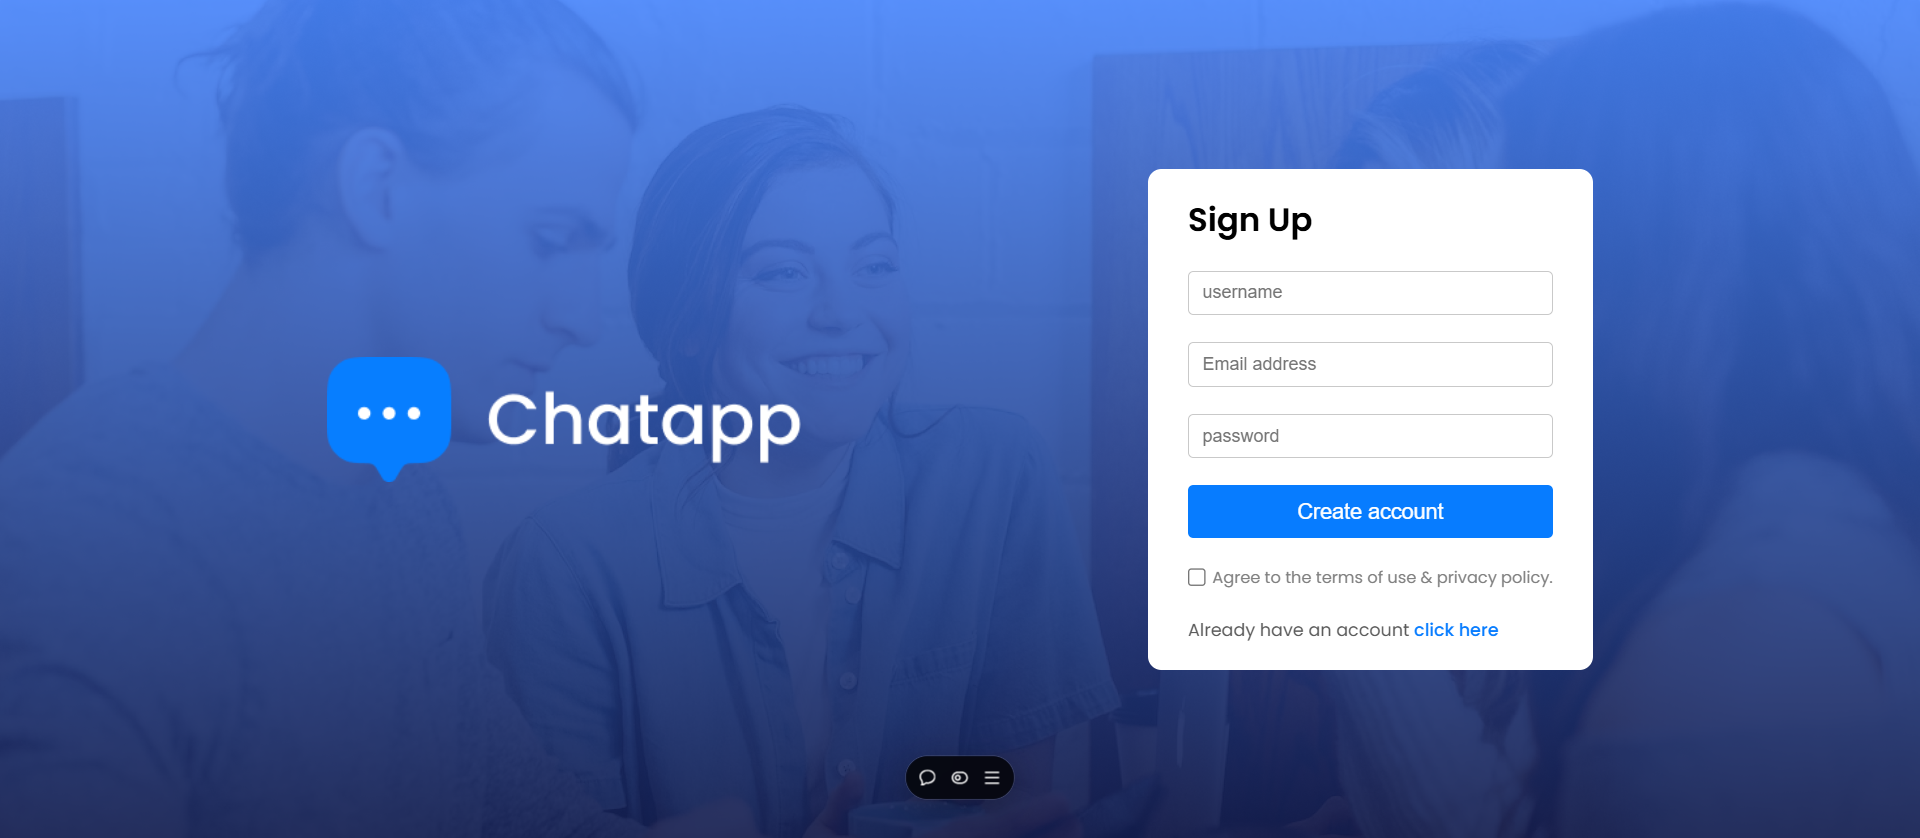 Chatapp
Sign Up
username
Email address
password
Create account
Agree to the terms of use & privacy policy.
Already have an account click here